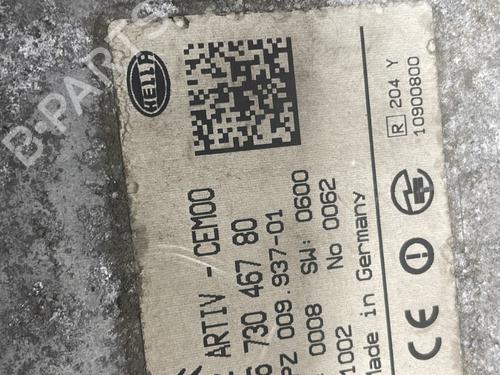 B-PARTS
HELLA
ARTIV - CEM00
730 467 80
PZ 009.937-01
0008 SW: 0600
1002 No 0062
Made in Germany
R 204 Y
10900800
CE